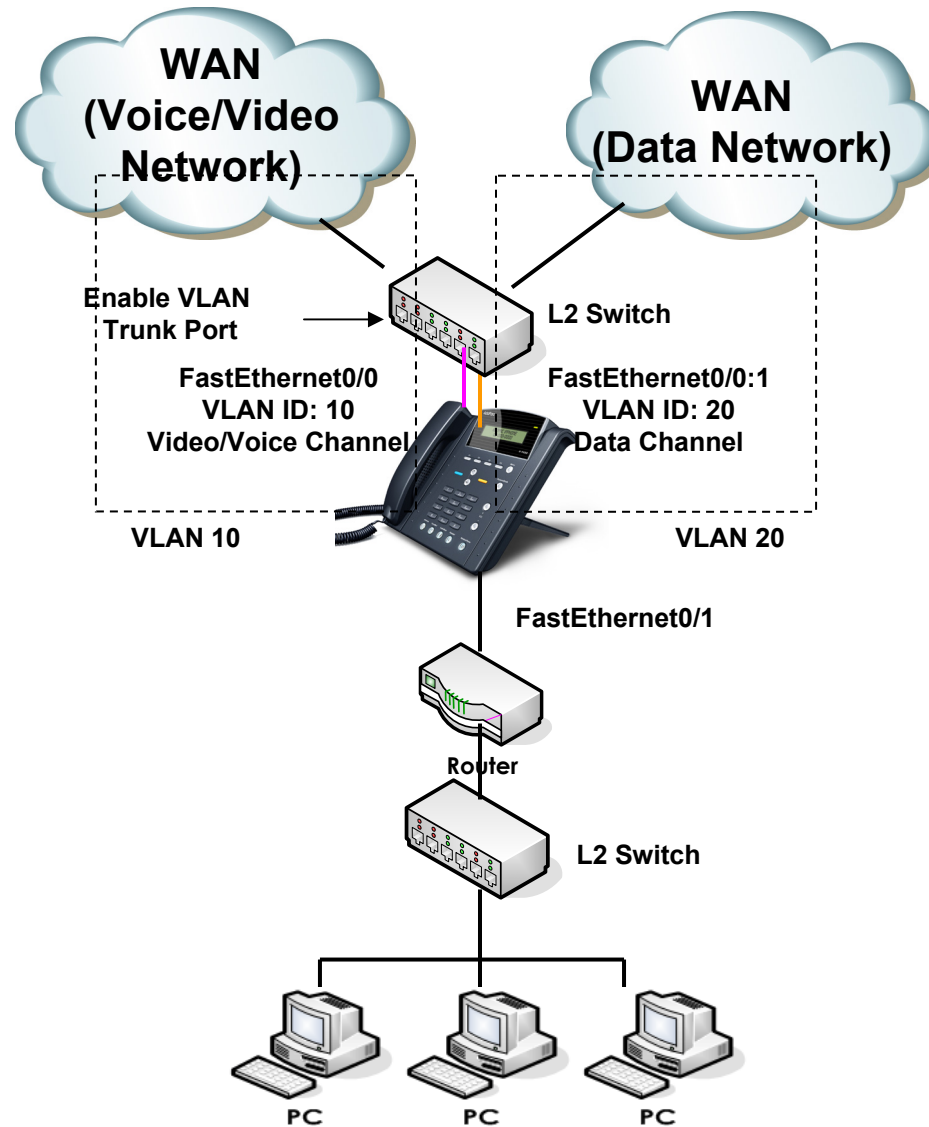 WAN
(Voice/Video
Network)
WAN
(Data Network)
Enable VLAN
Trunk Port
L2 Switch
FastEthernet0/0
VLAN ID: 10
Video/Voice Channel
FastEthernet0/0:1
VLAN ID: 20
Data Channel
VLAN 10
VLAN 20
FastEthernet0/1
Router
L2 Switch
PC
PC
PC